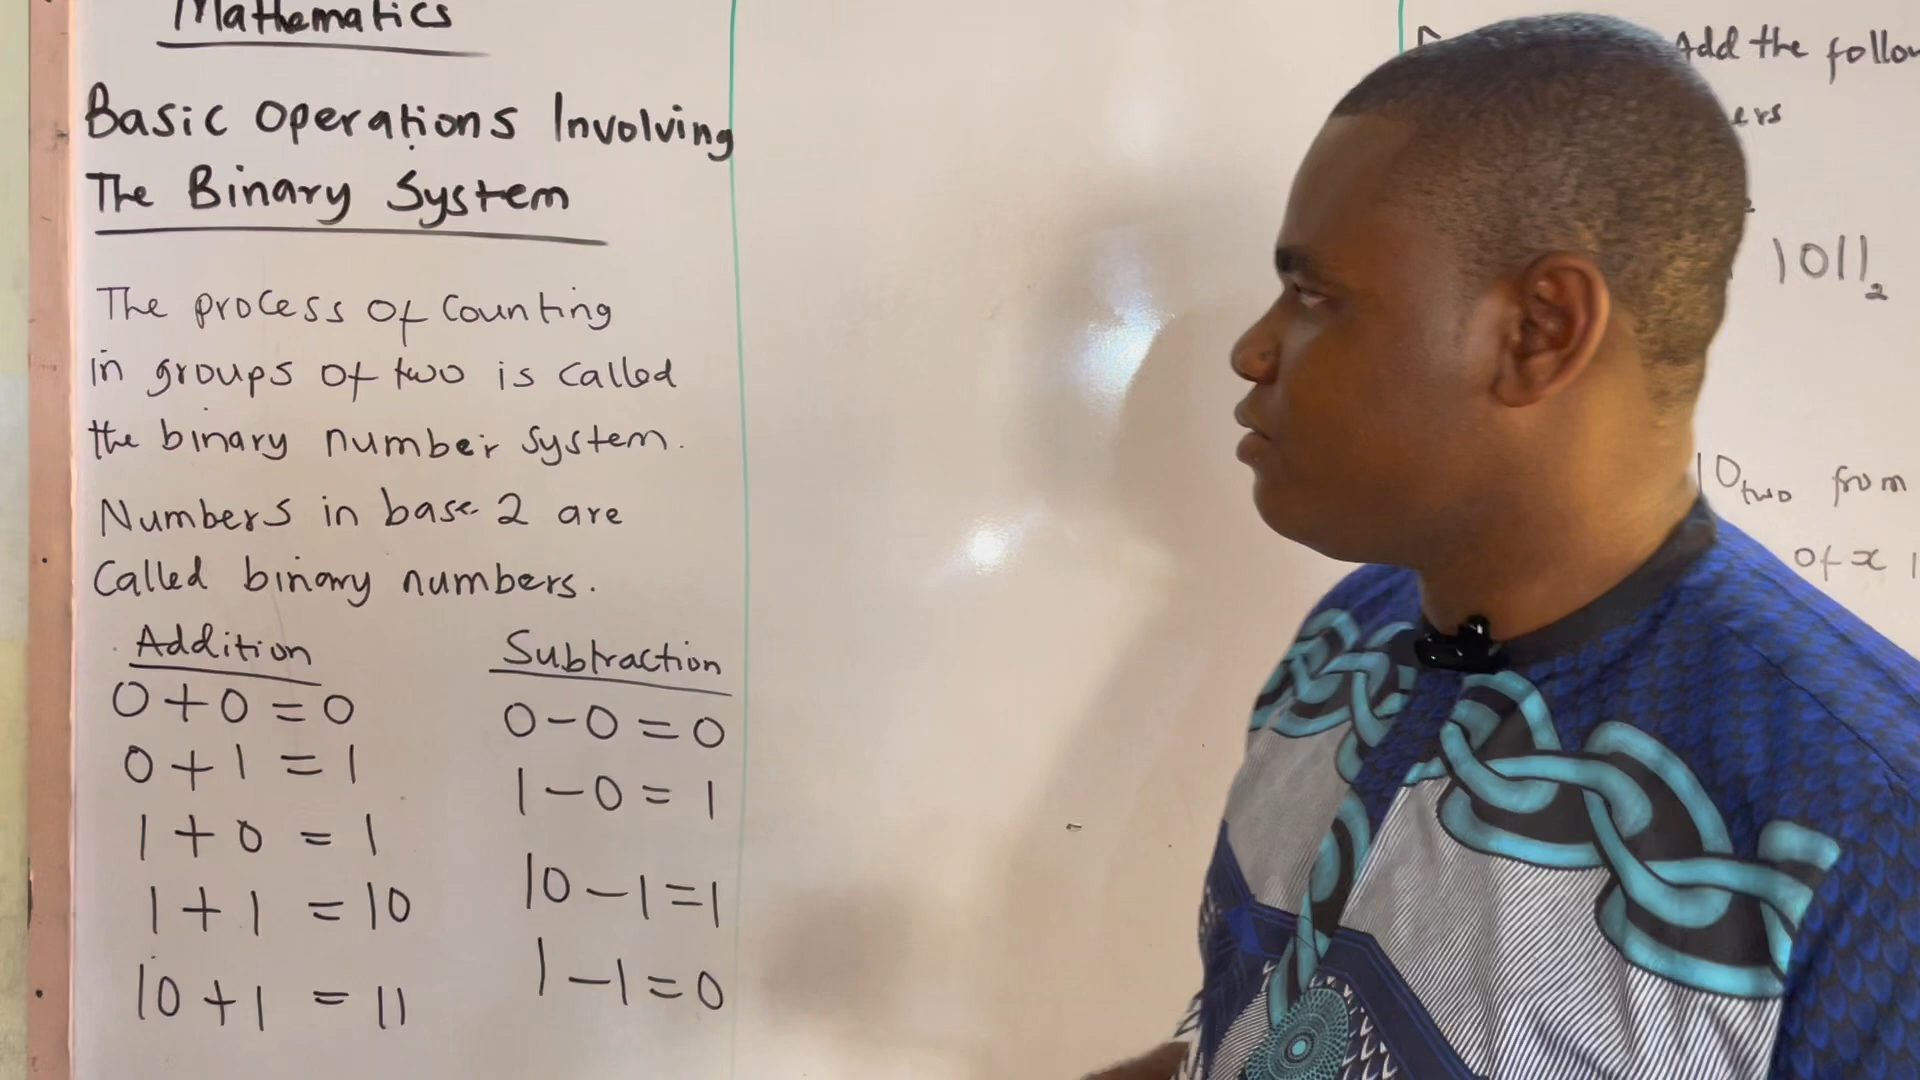 Mathematics
Basic Operations Involving
The Binary System
The process of counting
in groups of two is called
the binary number system.
Numbers in base 2 are
Called binary numbers.
Addition
0 + 0 = 0
0 + 1 = 1
1 + 0 = 1
1 + 1 = 10
10 + 1 = 11
Subtraction
0 - 0 = 0
1 - 0 = 1
10 - 1 = 1
1 - 1 = 0
Add the
1011₂
two from
of x